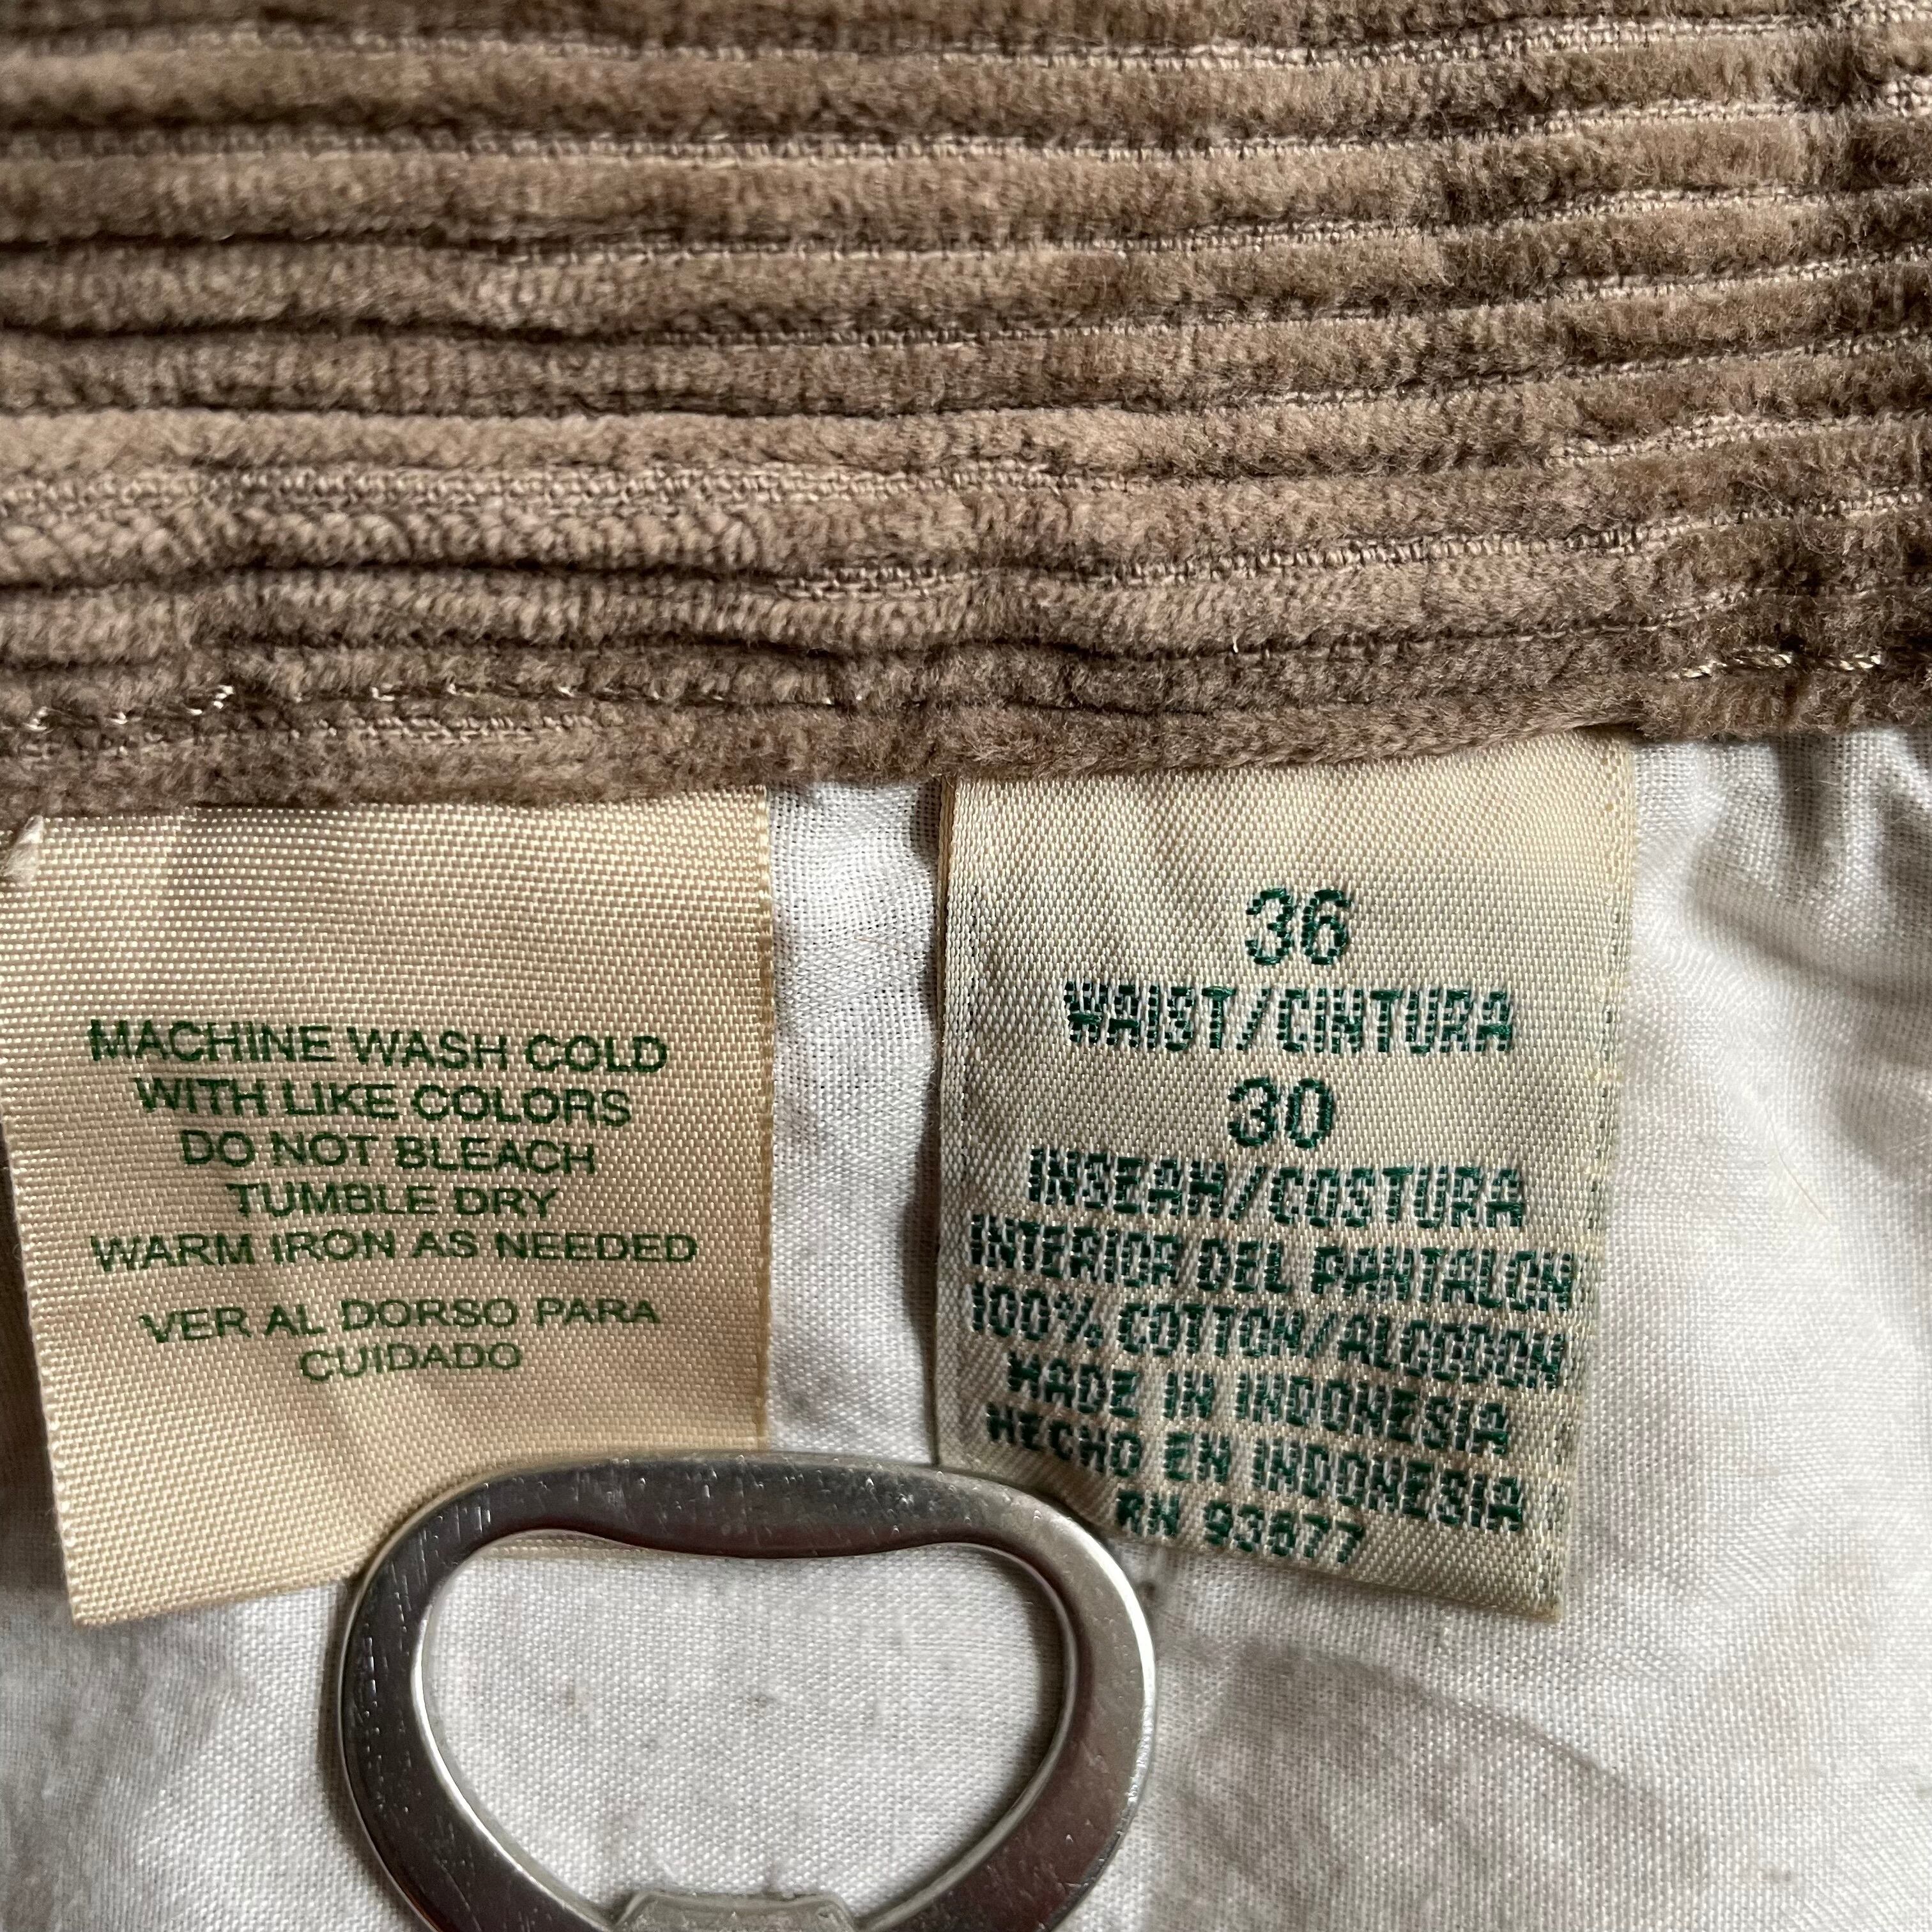 MACHINE WASH COLD
WITH LIKE COLORS
DO NOT BLEACH
TUMBLE DRY
WARM IRON AS NEEDED
VER AL DORSO PARA
CUIDADO
36
WAIST/CINTURA
30
INSEAM/COSTURA
INTERIOR DEL PANTALON
100% COTTON/ALGODON
MADE IN INDONESIA
HECHO EN INDONESIA
RN 93677